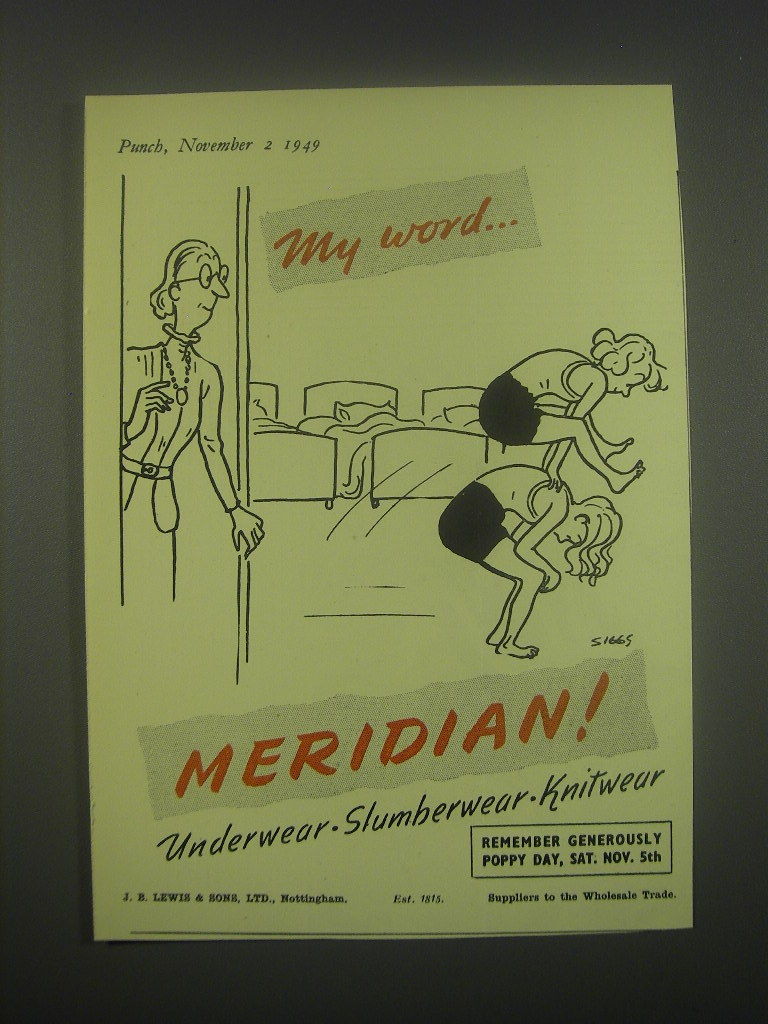 Punch, November 2 1949
My word...
SIGGS
MERIDIAN!
Underwear · Slumberwear · Knitwear
REMEMBER GENEROUSLY
POPPY DAY, SAT. NOV. 5th
J. B. LEWIS & SONS, LTD., Nottingham. Est. 1815. Suppliers to the Wholesale Trade.